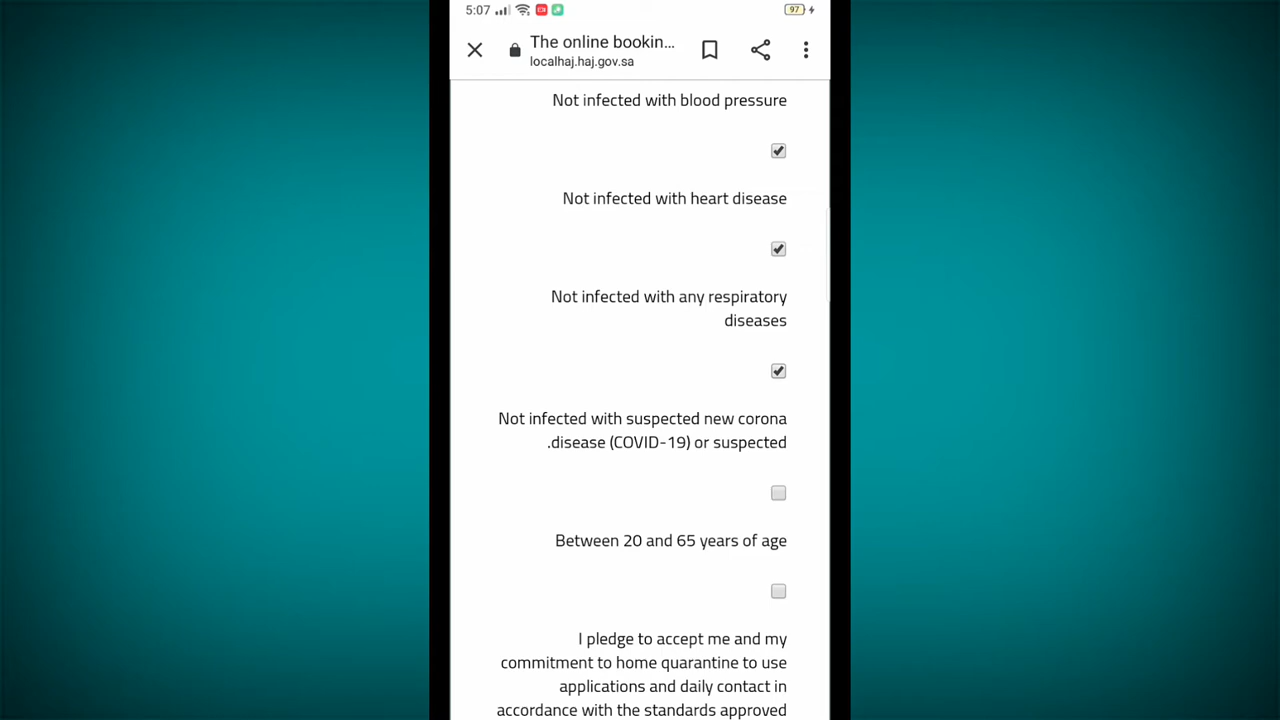 5:07
97
The online bookin...
localhaj.haj.gov.sa
Not infected with blood pressure
Not infected with heart disease
Not infected with any respiratory
diseases
Not infected with suspected new corona
.disease (COVID-19) or suspected
Between 20 and 65 years of age
I pledge to accept me and my
commitment to home quarantine to use
applications and daily contact in
accordance with the standards approved